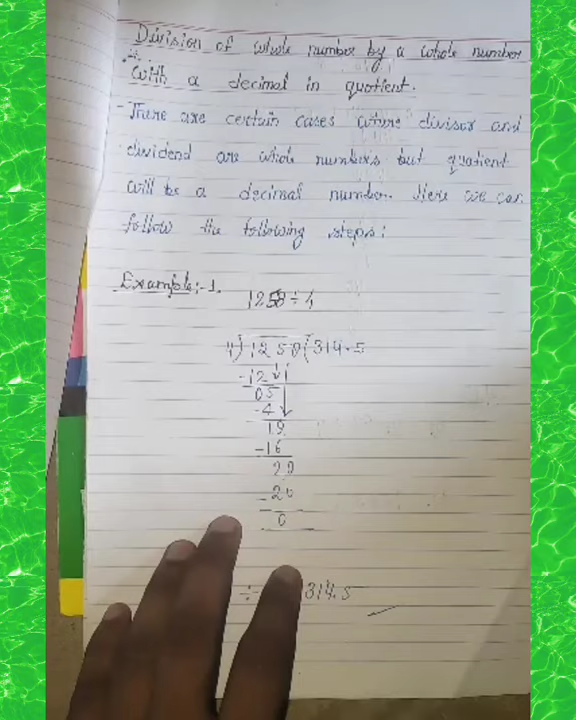 Division of whole number by a whole number
with a decimal in quotient.
There are certain cases where divisor and
dividend are whole numbers but quotient
will be a decimal number. Here we can
follow the following steps:
Example:-1.
1258÷4
4)1258(314.5
-12
05
-4
18
-16
20
-20
0
÷ 314.5